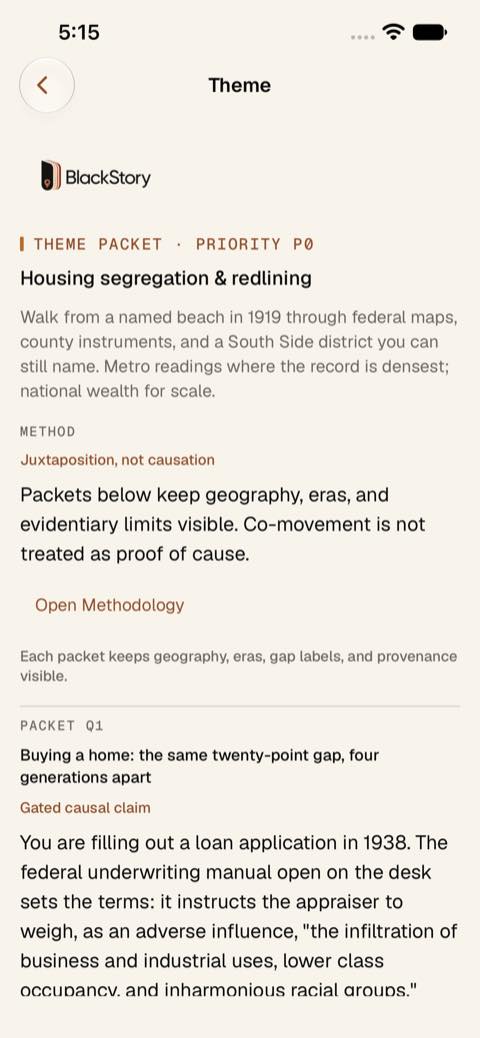 5:15
Theme
BlackStory
THEME PACKET · PRIORITY P0
Housing segregation & redlining
Walk from a named beach in 1919 through federal maps,
county instruments, and a South Side district you can
still name. Metro readings where the record is densest;
national wealth for scale.
METHOD
Juxtaposition, not causation
Packets below keep geography, eras, and
evidentiary limits visible. Co-movement is not
treated as proof of cause.
Open Methodology
Each packet keeps geography, eras, gap labels, and provenance
visible.
PACKET Q1
Buying a home: the same twenty-point gap, four
generations apart
Gated causal claim
You are filling out a loan application in 1938. The
federal underwriting manual open on the desk
sets the terms: it instructs the appraiser to
weigh, as an adverse influence, "the infiltration of
business and industrial uses, lower class
occupancy, and inharmonious racial groups."